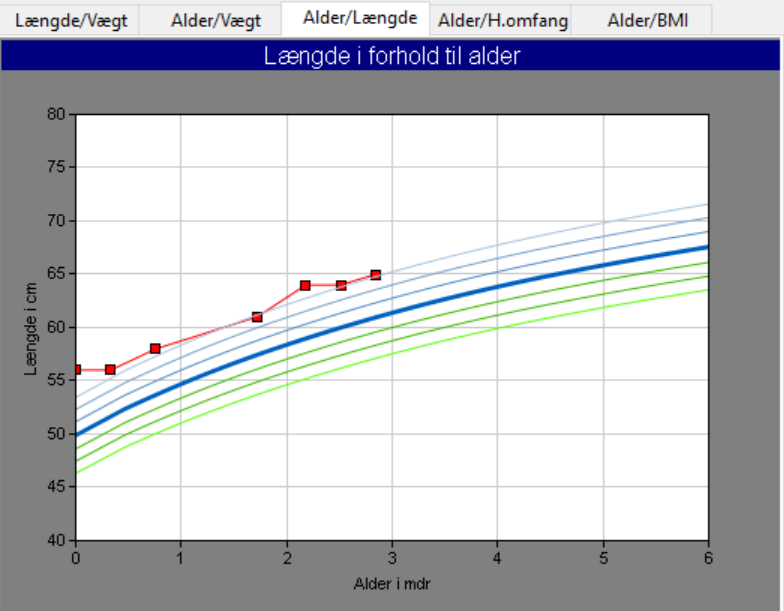 Længde/Vægt Alder/Vægt Alder/Længde Alder/H.omfang Alder/BMI
Længde i forhold til alder
80
75
70
65
60
55
50
45
40
Længde i cm
0 1 2 3 4 5 6
Alder i mdr